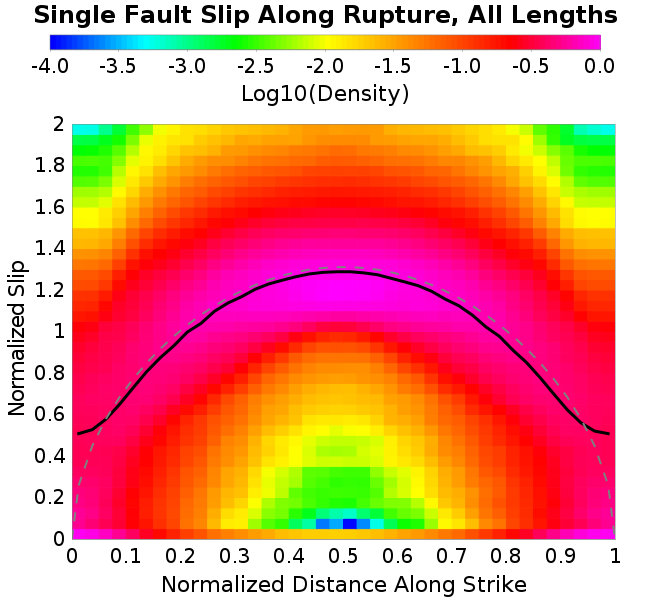 Single Fault Slip Along Rupture, All Lengths
-4.0 -3.5 -3.0 -2.5 -2.0 -1.5 -1.0 -0.5 0.0
Log10(Density)
2
1.8
1.6
1.4
1.2
1
0.8
0.6
0.4
0.2
0
Normalized Slip
0 0.1 0.2 0.3 0.4 0.5 0.6 0.7 0.8 0.9 1
Normalized Distance Along Strike